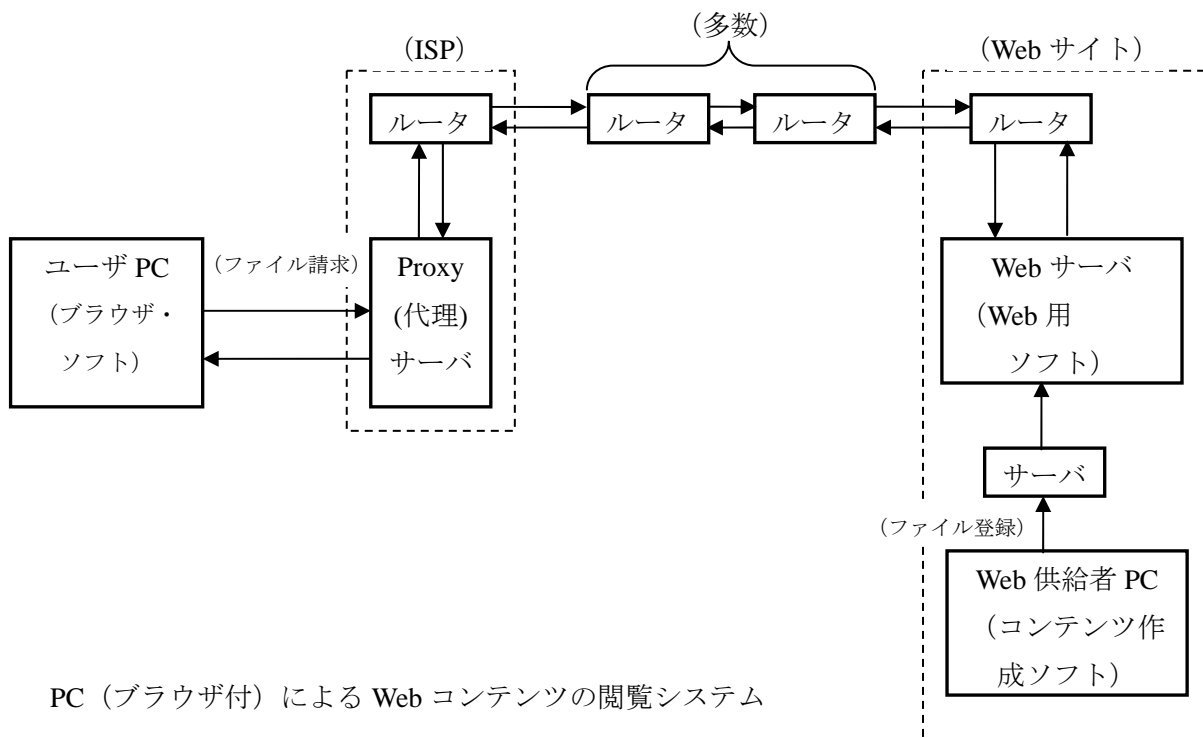 （多数）
（ISP）
（Web サイト）
ルータ
ルータ
ルータ
ルータ
ユーザ PC
（ブラウザ・
ソフト）
（ファイル請求）
Proxy
(代理)
サーバ
Web サーバ
（Web 用
ソフト）
サーバ
（ファイル登録）
Web 供給者 PC
（コンテンツ作
成ソフト）
PC（ブラウザ付）による Web コンテンツの閲覧システム